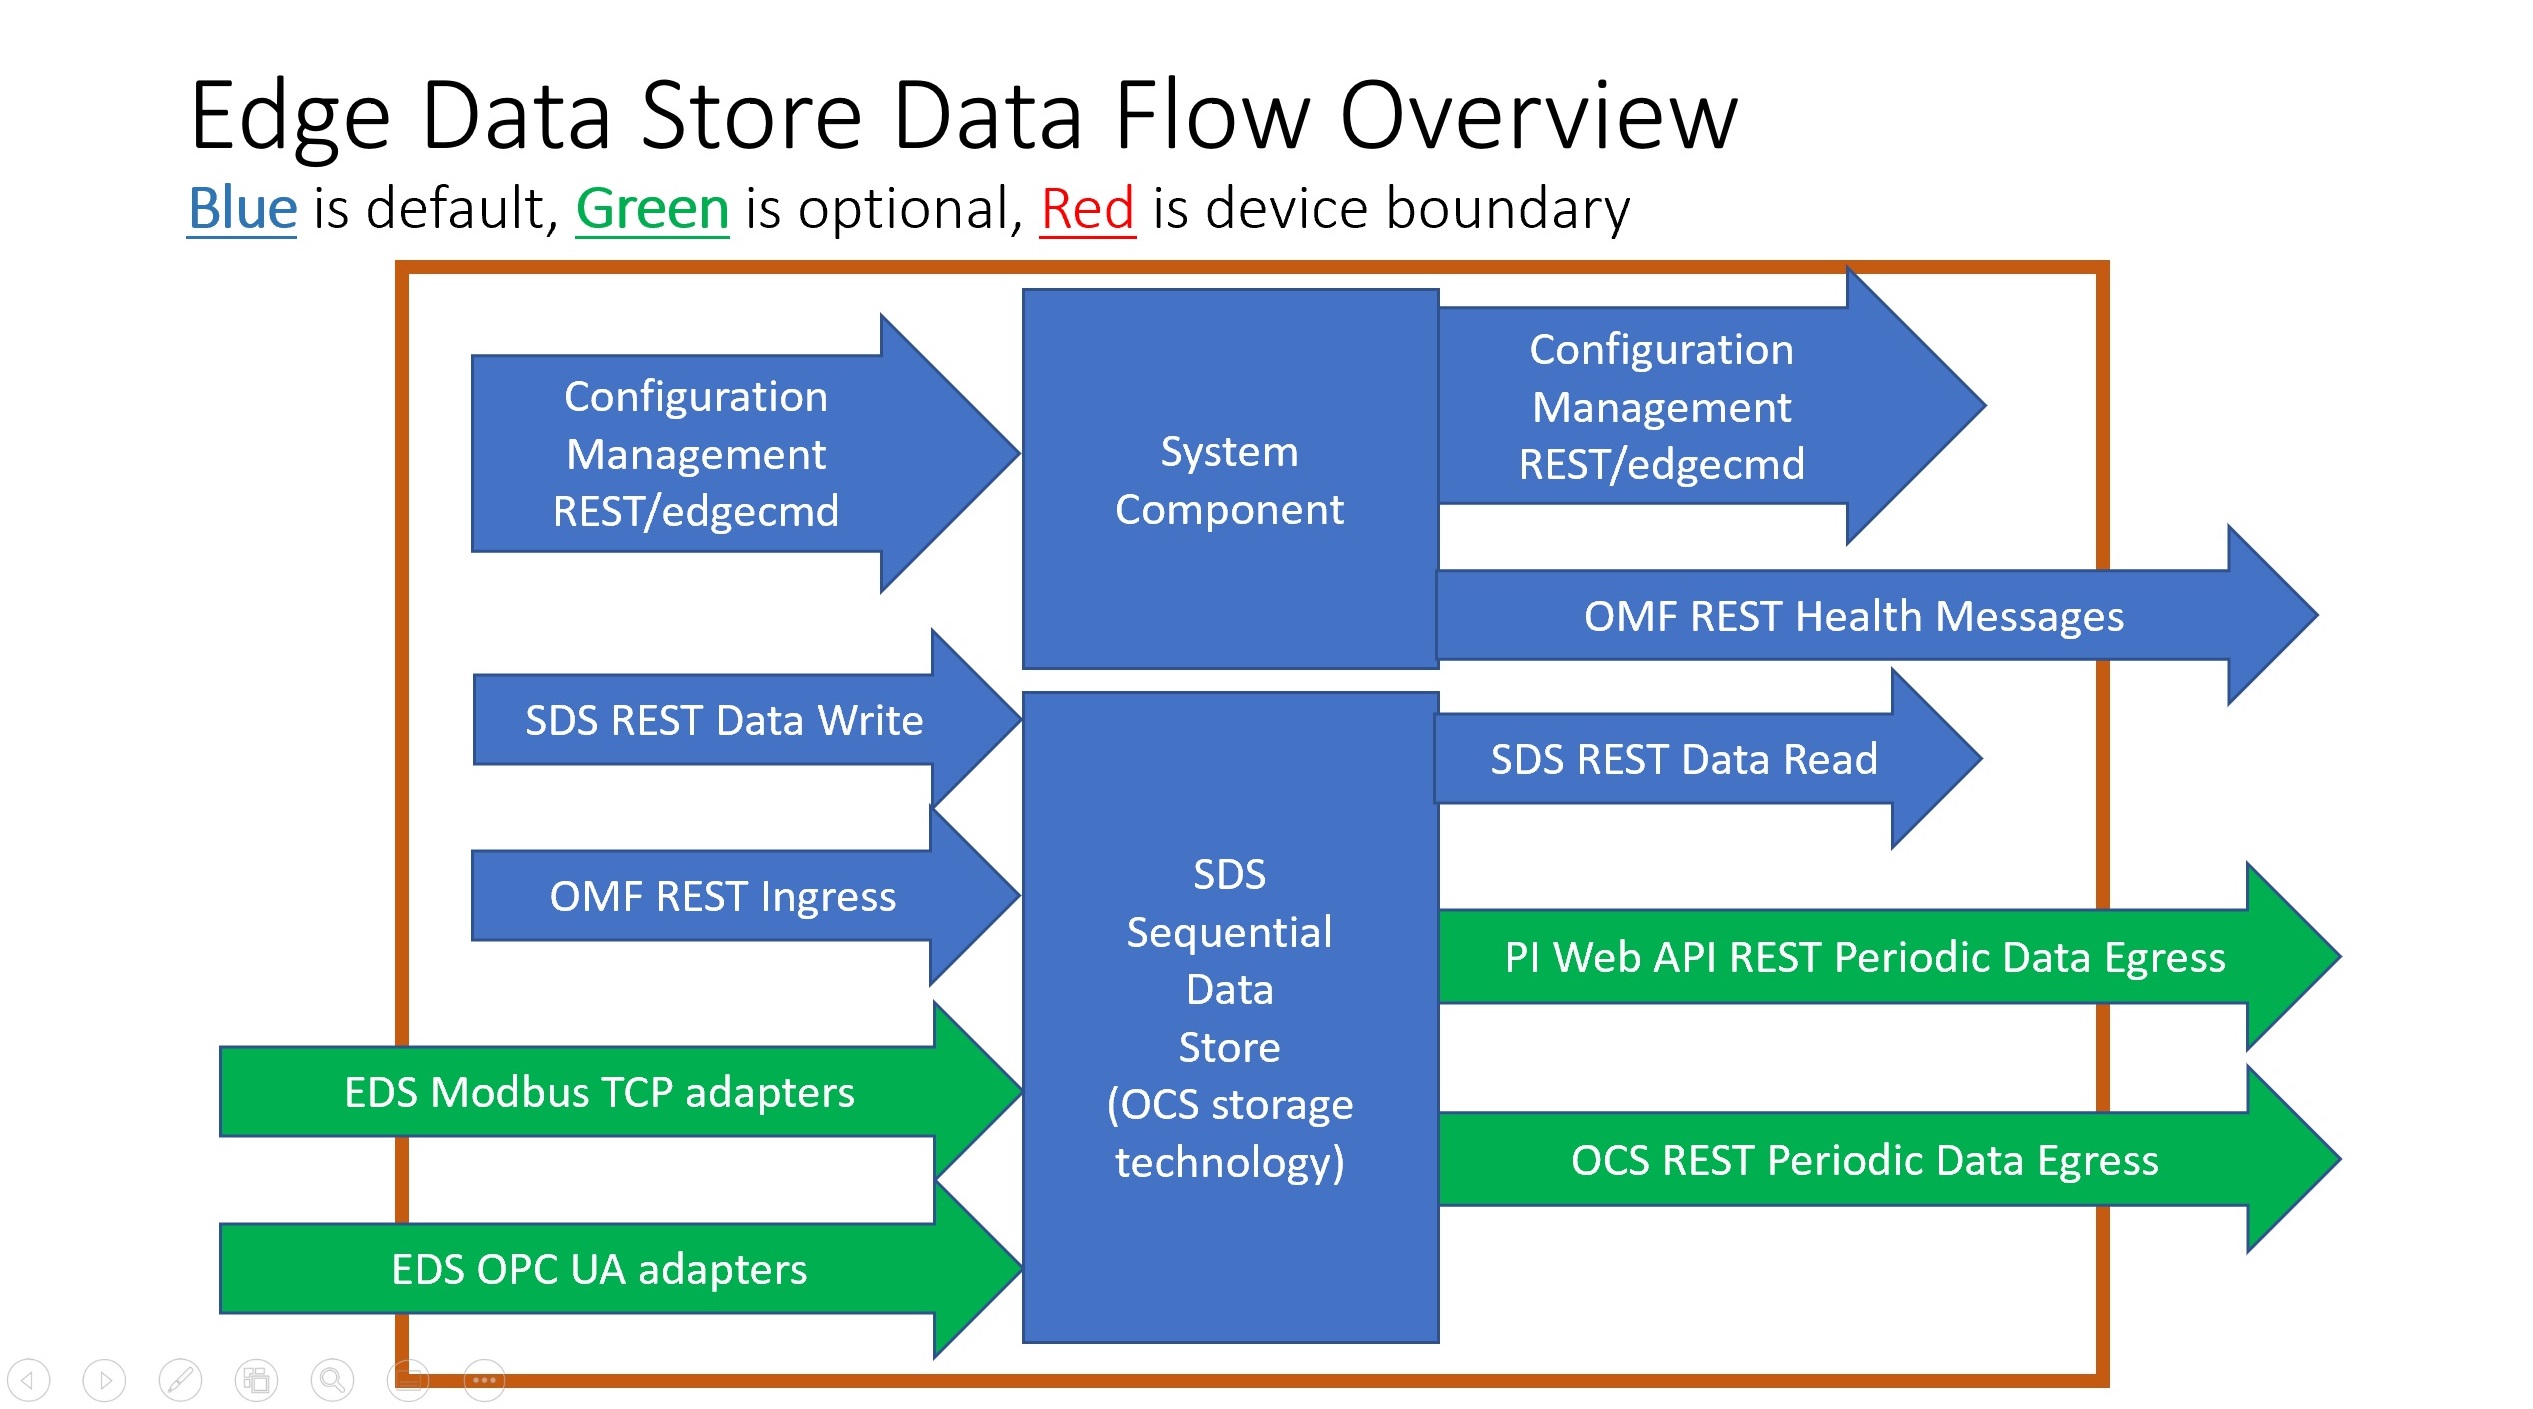 Edge Data Store Data Flow Overview
Blue is default, Green is optional, Red is device boundary
Configuration
Management
REST/edgecmd
System
Component
Configuration
Management
REST/edgecmd
OMF REST Health Messages
SDS REST Data Write
SDS REST Data Read
OMF REST Ingress
SDS
Sequential
Data
Store
(OCS storage
technology)
PI Web API REST Periodic Data Egress
EDS Modbus TCP adapters
OCS REST Periodic Data Egress
EDS OPC UA adapters